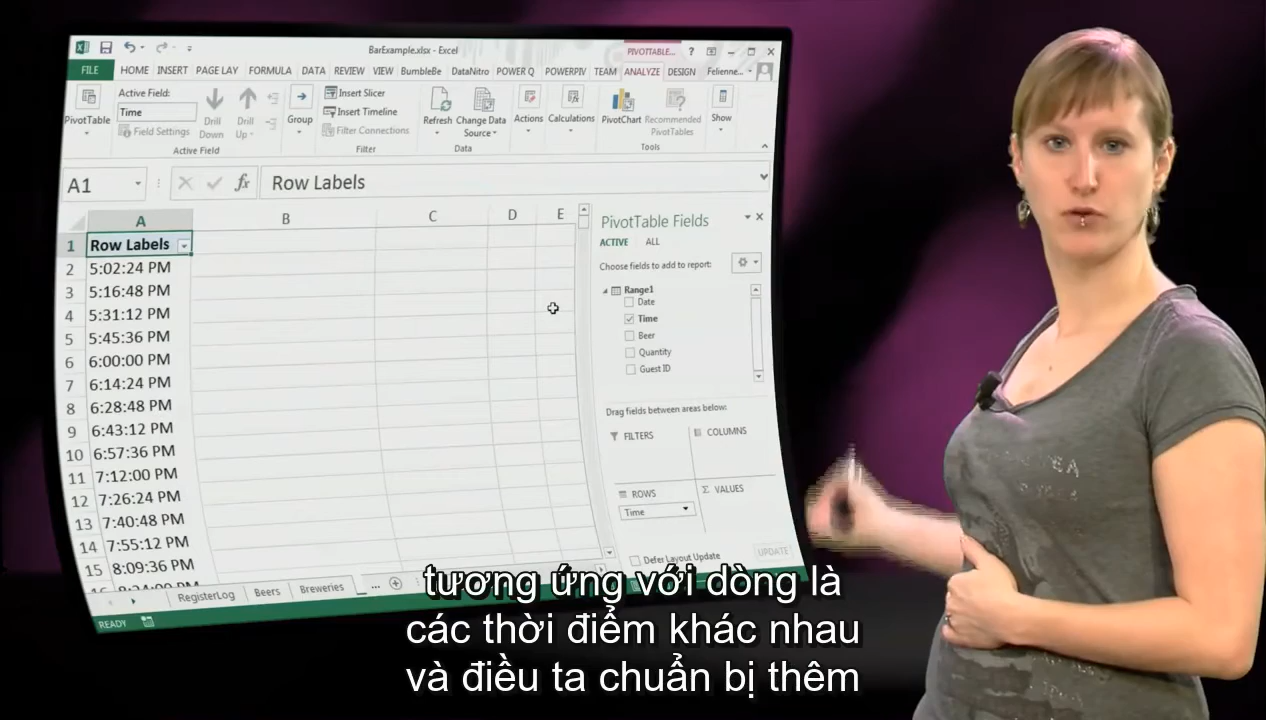 BarExample.xlsx - Excel
PIVOTTABLE...
?
FILE HOME INSERT PAGE LAY FORMULA DATA REVIEW VIEW BumbleBe DataNitro POWER Q POWERPIV TEAM ANALYZE DESIGN Felienne...
PivotTable
Active Field:
Time
Field Settings
Drill Down
Drill Up
Active Field
Group
Insert Slicer
Insert Timeline
Filter Connections
Filter
Refresh
Change Data Source
Data
Actions
Calculations
PivotChart
Recommended PivotTables
Tools
Show
A1
fx
Row Labels
A B C D E
1 Row Labels
2 5:02:24 PM
3 5:16:48 PM
4 5:31:12 PM
5 5:45:36 PM
6 6:00:00 PM
7 6:14:24 PM
8 6:28:48 PM
9 6:43:12 PM
10 6:57:36 PM
11 7:12:00 PM
12 7:26:24 PM
13 7:40:48 PM
14 7:55:12 PM
15 8:09:36 PM
16 8:24:00 PM
PivotTable Fields
ACTIVE ALL
Choose fields to add to report:
Range1
Date
Time
Beer
Quantity
Guest ID
Drag fields between areas below:
FILTERS
COLUMNS
ROWS
VALUES
Time
Defer Layout Update
UPDATE
RegisterLog Beers Breweries ...
READY
tương ứng với dòng là
các thời điểm khác nhau
và điều ta chuẩn bị thêm